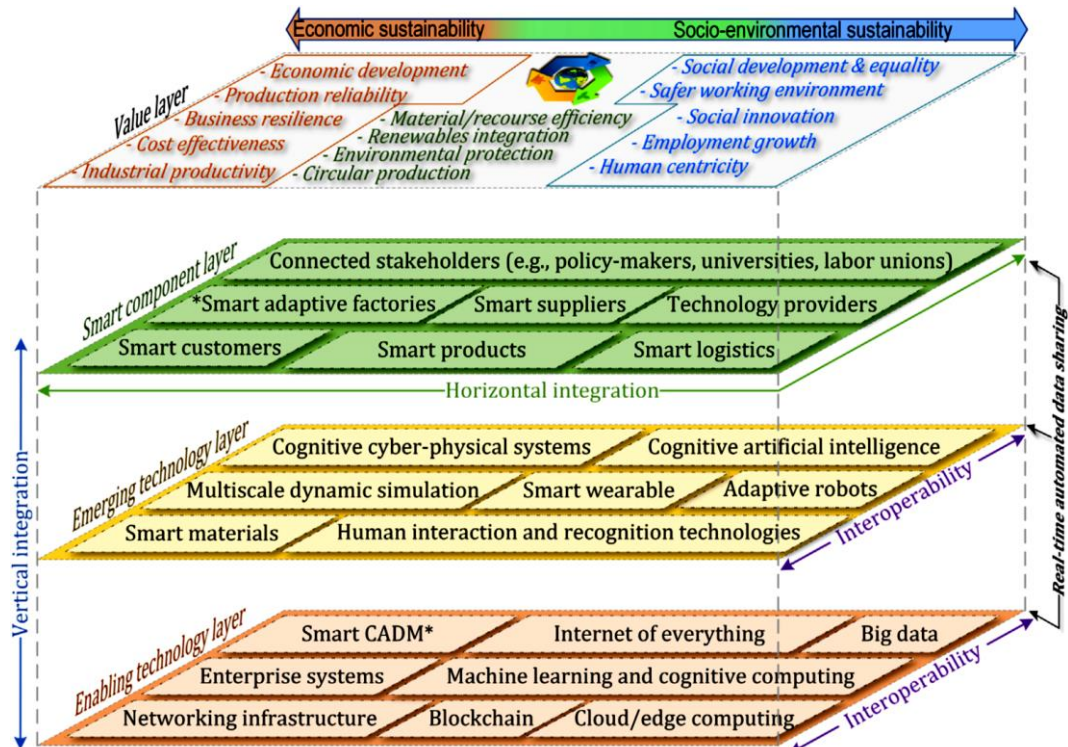 Economic sustainability
Socio-environmental sustainability
Value layer
- Economic development
- Production reliability
- Business resilience
- Cost effectiveness
- Industrial productivity
- Material/recourse efficiency
- Renewables integration
- Environmental protection
- Circular production
- Social development & equality
- Safer working environment
- Social innovation
- Employment growth
- Human centricity
Smart component layer
Connected stakeholders (e.g., policy-makers, universities, labor unions)
*Smart adaptive factories
Smart suppliers
Technology providers
Smart customers
Smart products
Smart logistics
Horizontal integration
Emerging technology layer
Cognitive cyber-physical systems
Cognitive artificial intelligence
Multiscale dynamic simulation
Smart wearable
Adaptive robots
Smart materials
Human interaction and recognition technologies
Interoperability
Enabling technology layer
Smart CADM*
Internet of everything
Big data
Enterprise systems
Machine learning and cognitive computing
Networking infrastructure
Blockchain
Cloud/edge computing
Interoperability
Vertical integration
Real-time automated data sharing